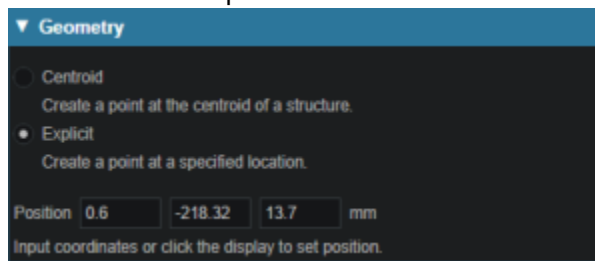 ▼ Geometry
Centroid
Create a point at the centroid of a structure.
Explicit
Create a point at a specified location.
Position 0.6 -218.32 13.7 mm
Input coordinates or click the display to set position.